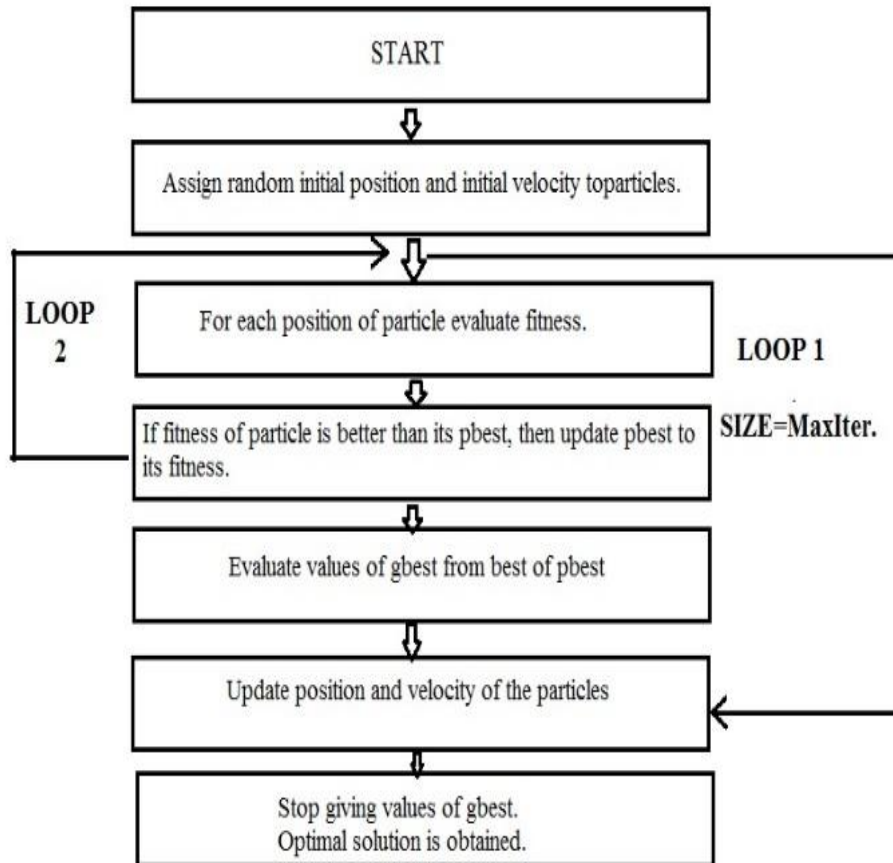 START
Assign random initial position and initial velocity toparticles.
LOOP
2
For each position of particle evaluate fitness.
LOOP 1
If fitness of particle is better than its pbest, then update pbest to
its fitness.
SIZE=MaxIter.
Evaluate values of gbest from best of pbest
Update position and velocity of the particles
Stop giving values of gbest.
Optimal solution is obtained.